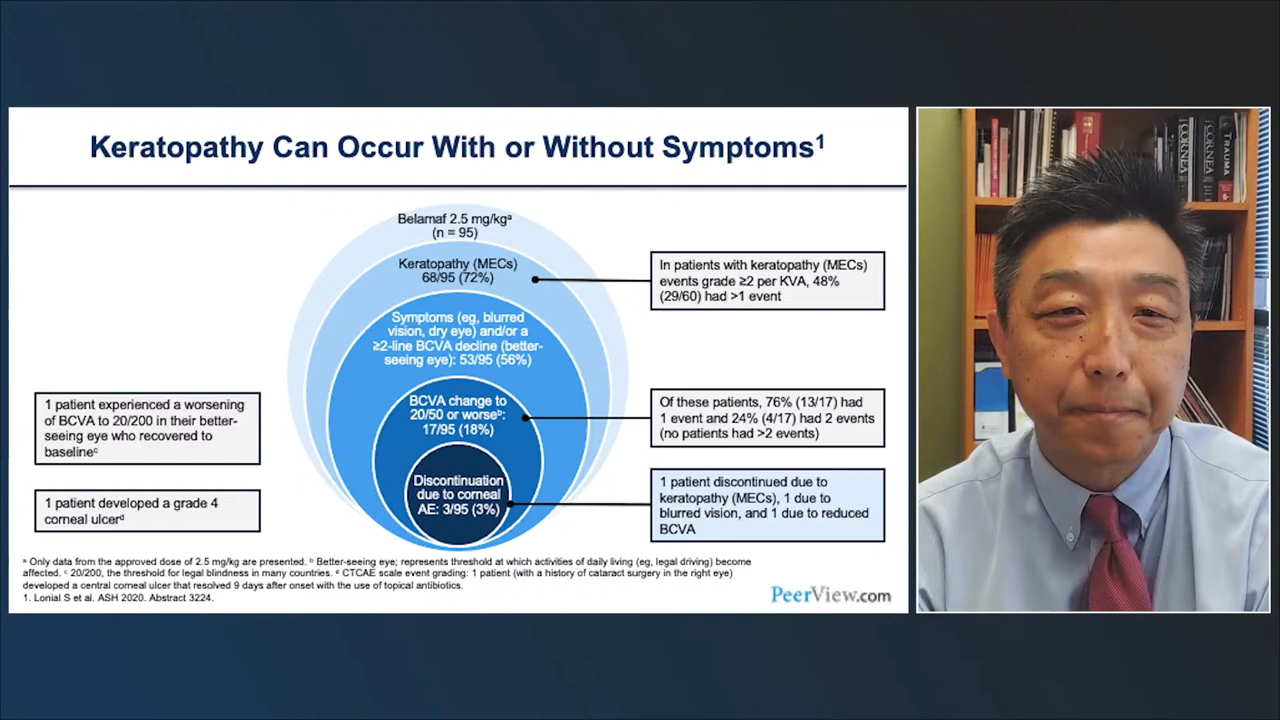 Keratopathy Can Occur With or Without Symptoms1
Belamaf 2.5 mg/kga
(n = 95)
Keratopathy (MECs)
68/95 (72%)
Symptoms (eg, blurred
vision, dry eye) and/or a
≥2-line BCVA decline (better-
seeing eye): 53/95 (56%)
BCVA change to
20/50 or worseb:
17/95 (18%)
Discontinuation
due to corneal
AE: 3/95 (3%)
1 patient experienced a worsening
of BCVA to 20/200 in their better-
seeing eye who recovered to
baselinec
1 patient developed a grade 4
corneal ulcerd
In patients with keratopathy (MECs)
events grade ≥2 per KVA, 48%
(29/60) had >1 event
Of these patients, 76% (13/17) had
1 event and 24% (4/17) had 2 events
(no patients had >2 events)
1 patient discontinued due to
keratopathy (MECs), 1 due to
blurred vision, and 1 due to reduced
BCVA
a Only data from the approved dose of 2.5 mg/kg are presented. b Better-seeing eye; represents threshold at which activities of daily living (eg, legal driving) become
affected. c 20/200, the threshold for legal blindness in many countries. d CTCAE scale event grading: 1 patient (with a history of cataract surgery in the right eye)
developed a central corneal ulcer that resolved 9 days after onset with the use of topical antibiotics.
1. Lonial S et al. ASH 2020. Abstract 3224.
PeerView.com
CORNEA
CORNEA
TRAUMA